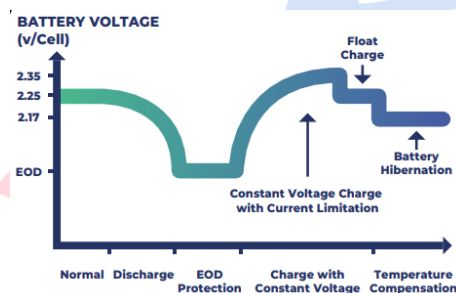 BATTERY VOLTAGE
(v/Cell)
Float
Charge
2.35
2.25
2.17
EOD
Battery
Hibernation
Constant Voltage Charge
with Current Limitation
Normal Discharge EOD Charge with Temperature
Protection Constant Voltage Compensation